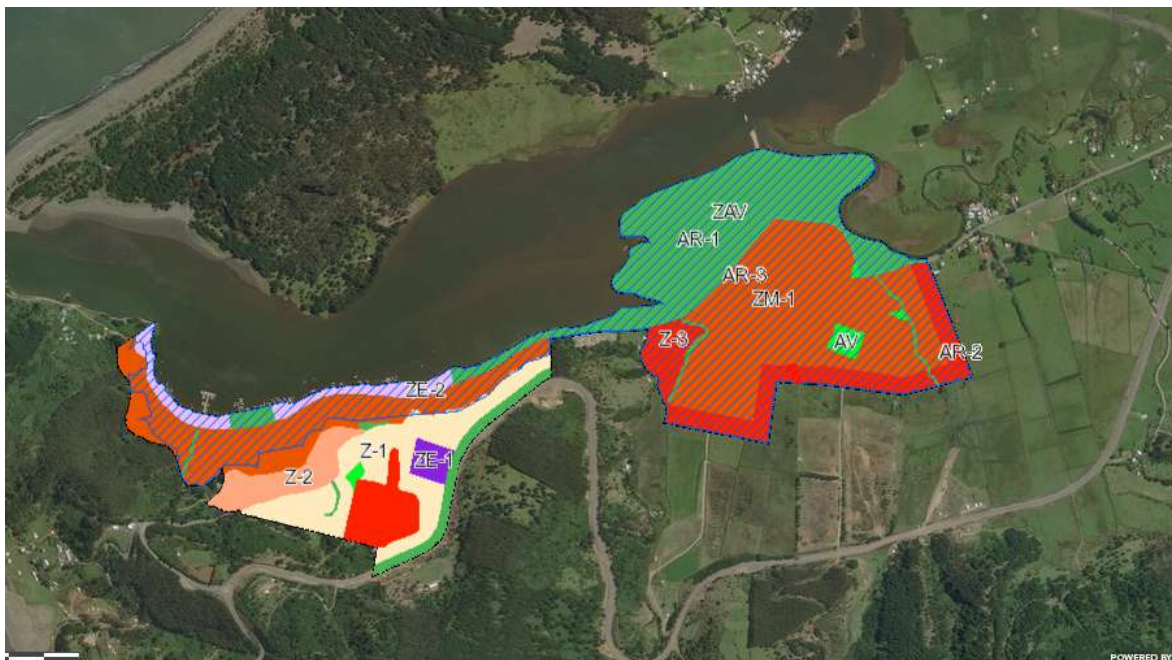 ZAV
AR-1
AR-3
ZM-1
Z-3
AV
AR-2
ZE-2
Z-1
ZE-1
Z-2
POWERED BY